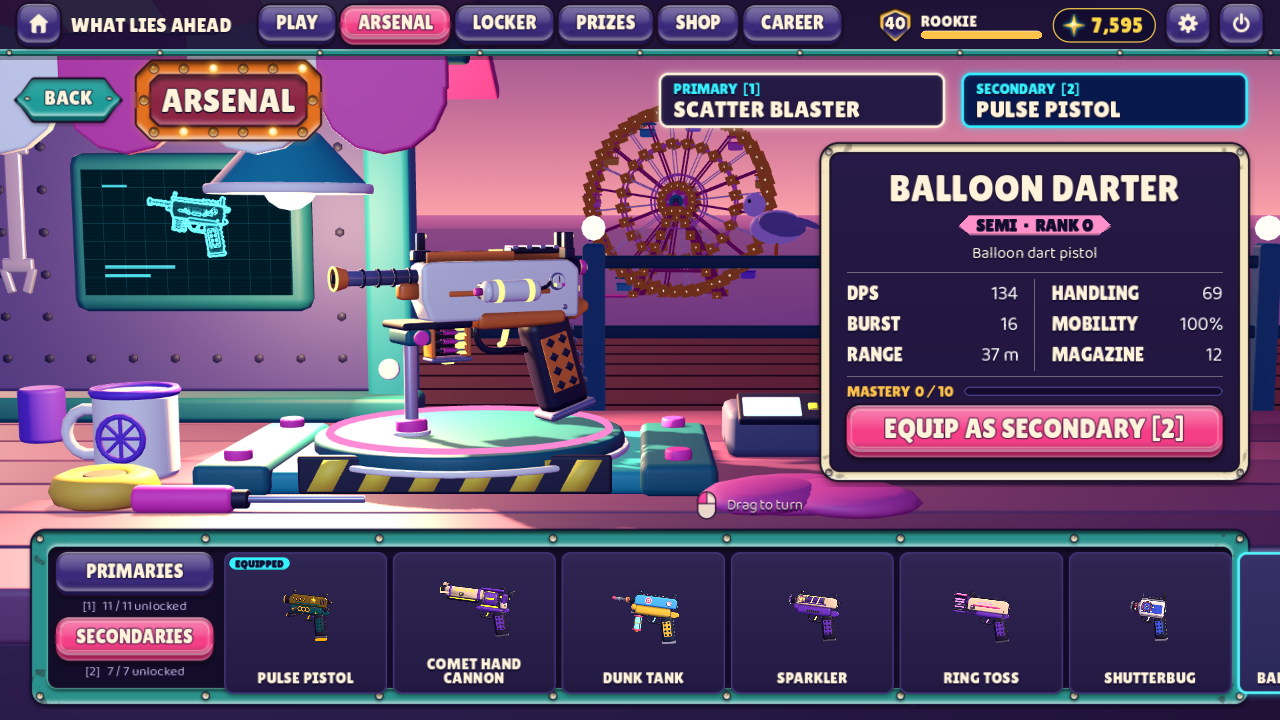 WHAT LIES AHEAD
PLAY
ARSENAL
LOCKER
PRIZES
SHOP
CAREER
40
ROOKIE
7,595
BACK
ARSENAL
PRIMARY [1]
SCATTER BLASTER
SECONDARY [2]
PULSE PISTOL
BALLOON DARTER
SEMI · RANK 0
Balloon dart pistol
DPS 134
HANDLING 69
BURST 16
MOBILITY 100%
RANGE 37 m
MAGAZINE 12
MASTERY 0 / 10
EQUIP AS SECONDARY [2]
Drag to turn
PRIMARIES
[1] 11 / 11 unlocked
SECONDARIES
[2] 7 / 7 unlocked
EQUIPPED
PULSE PISTOL
COMET HAND
CANNON
DUNK TANK
SPARKLER
RING TOSS
SHUTTERBUG